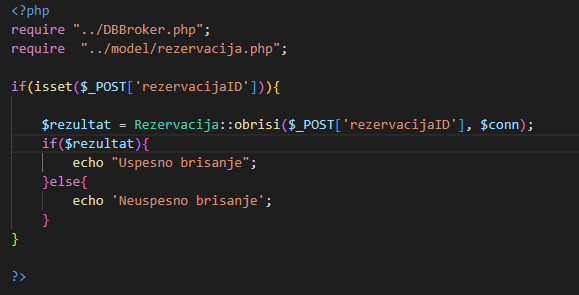 <?php
require "../DBBroker.php";
require  "../model/rezervacija.php";
if(isset($_POST['rezervacijaID'])){
$rezultat = Rezervacija::obrisi($_POST['rezervacijaID'], $conn);
if($rezultat){
echo "Uspesno brisanje";
}else{
echo 'Neuspesno brisanje';
}
}
?>